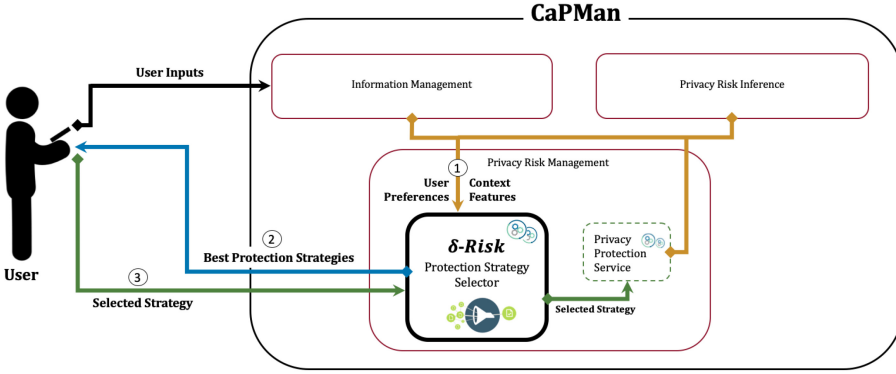 CaPMan
User Inputs
Information Management
Privacy Risk Inference
Privacy Risk Management
1
User
Preferences
Context
Features
2
Best Protection Strategies
δ-Risk
Protection Strategy
Selector
Privacy
Protection
Service
User
3
Selected Strategy
Selected Strategy